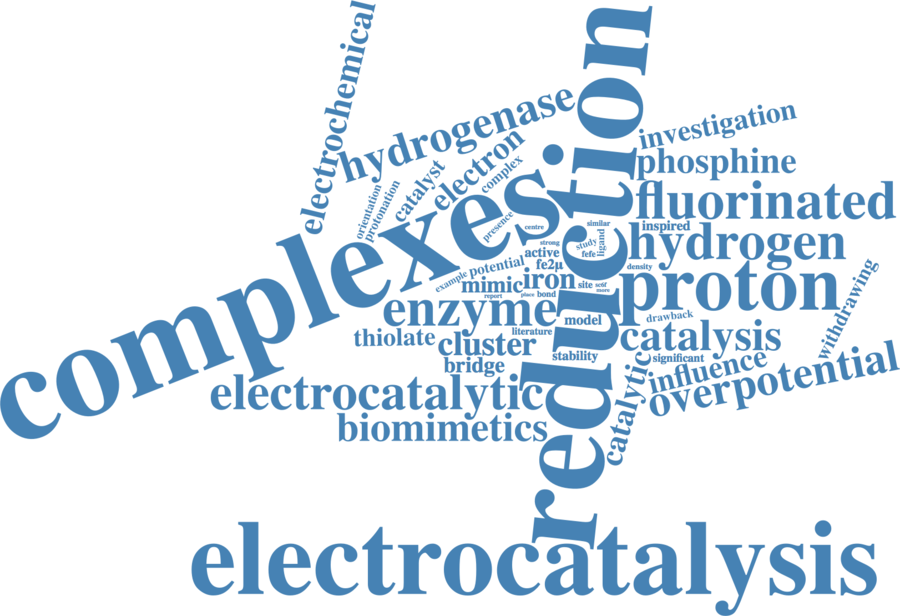 electrochemical
reduction
hydrogenase
investigation
electron
phosphine
catalyst
complex
orientation
protonation
fluorinated
complexes
presence
centre
similar
inspired
ligand
hydrogen
strong
study
active
fefe
fe2μ
potential
density
example
mimic
iron
site
proton
more
report
place
bond
enzyme
model
drawback
withdrawing
literature
thiolate
cluster
catalysis
stability
significant
bridge
influence
catalytic
overpotential
electrocatalytic
biomimetics
electrocatalysis